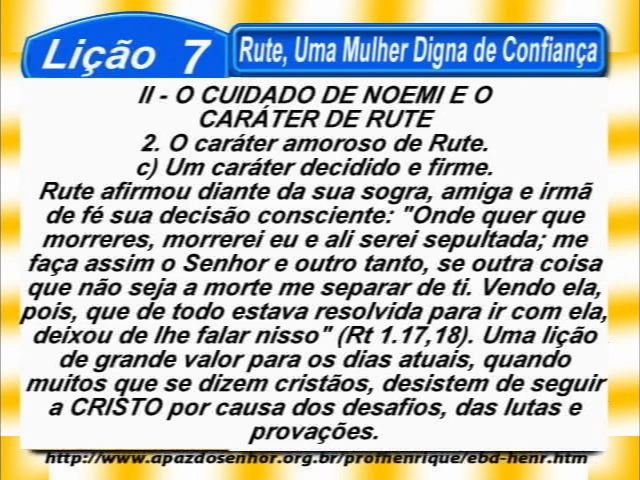 Lição 7
Rute, Uma Mulher Digna de Confiança
II - O CUIDADO DE NOEMI E O
CARÁTER DE RUTE
2. O caráter amoroso de Rute.
c) Um caráter decidido e firme.
Rute afirmou diante da sua sogra, amiga e irmã
de fé sua decisão consciente: "Onde quer que
morreres, morrerei eu e ali serei sepultada; me
faça assim o Senhor e outro tanto, se outra coisa
que não seja a morte me separar de ti. Vendo ela,
pois, que de todo estava resolvida para ir com ela,
deixou de lhe falar nisso" (Rt 1.17,18). Uma lição
de grande valor para os dias atuais, quando
muitos que se dizem cristãos, desistem de seguir
a CRISTO por causa dos desafios, das lutas e
provações.
http://www.apazdosenhor.org.br/profhenrique/ebd-henr.htm